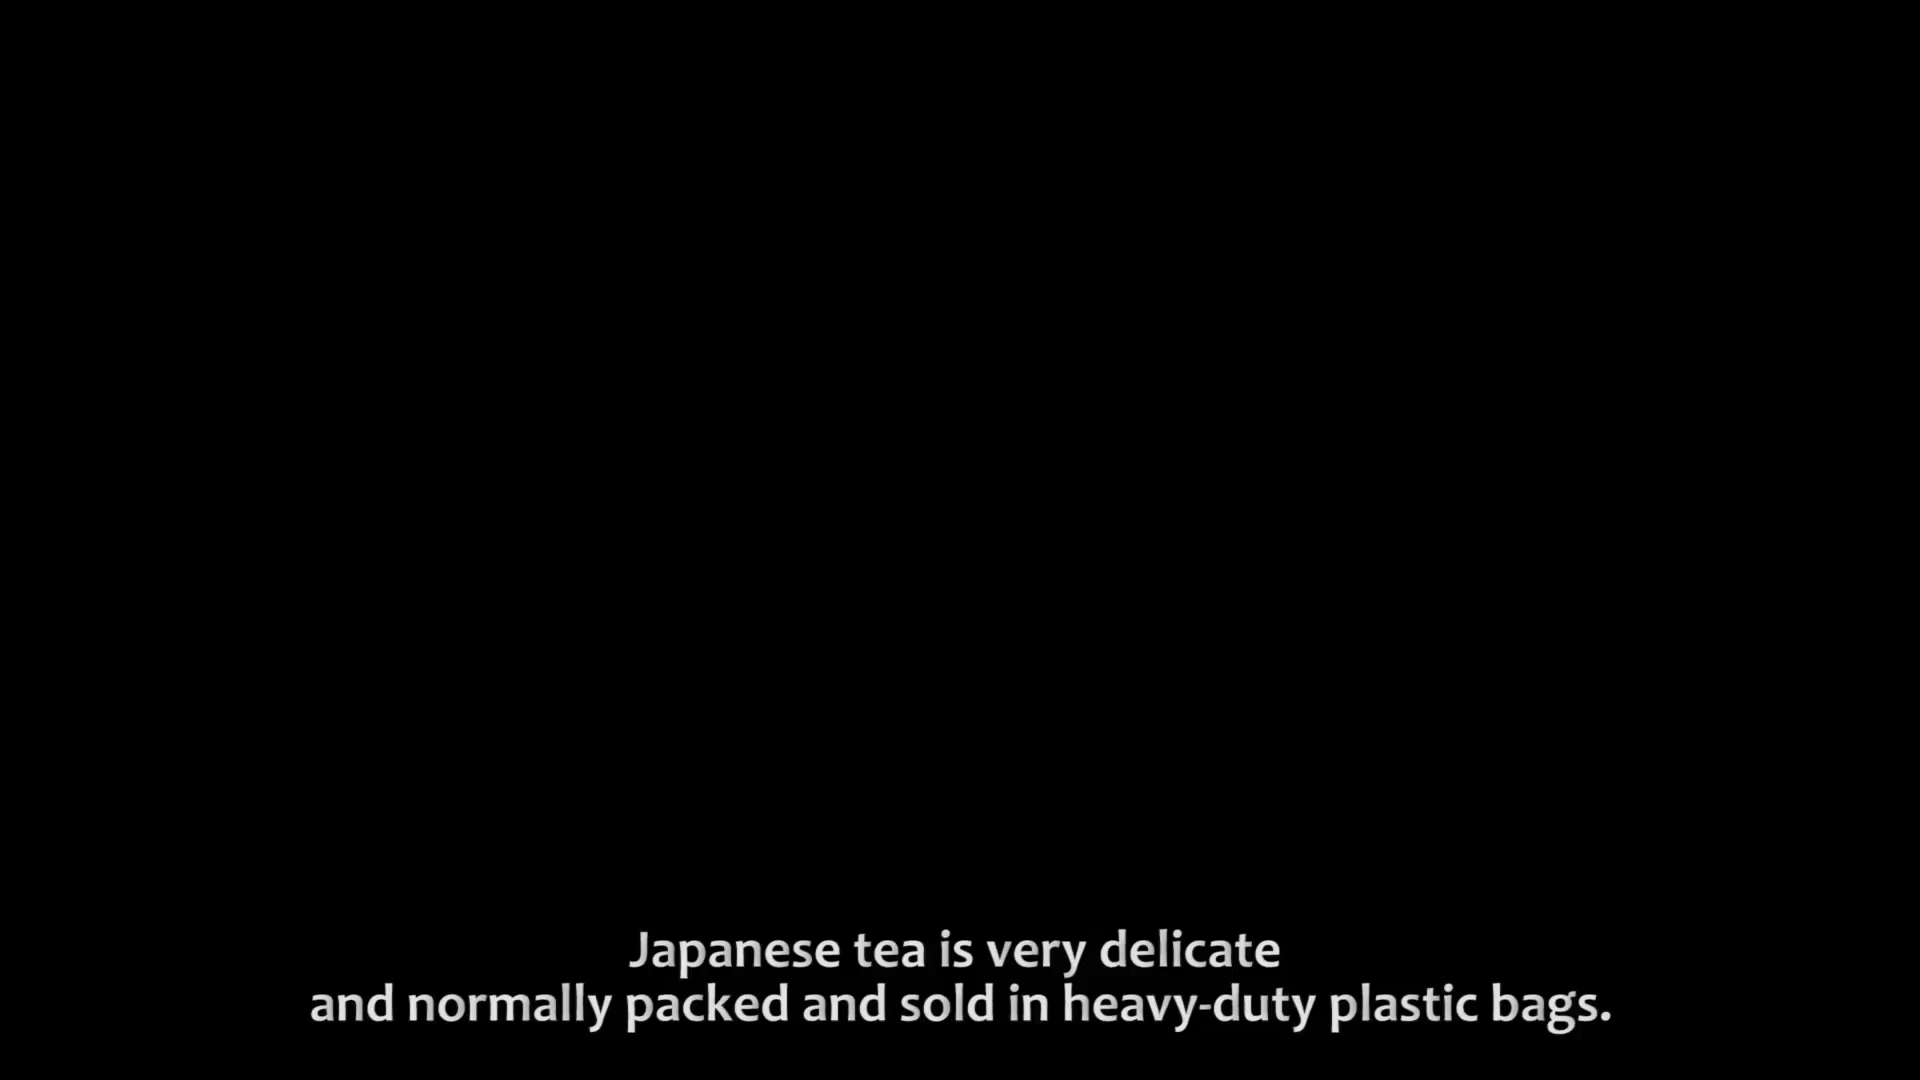 Japanese tea is very delicate
and normally packed and sold in heavy-duty plastic bags.